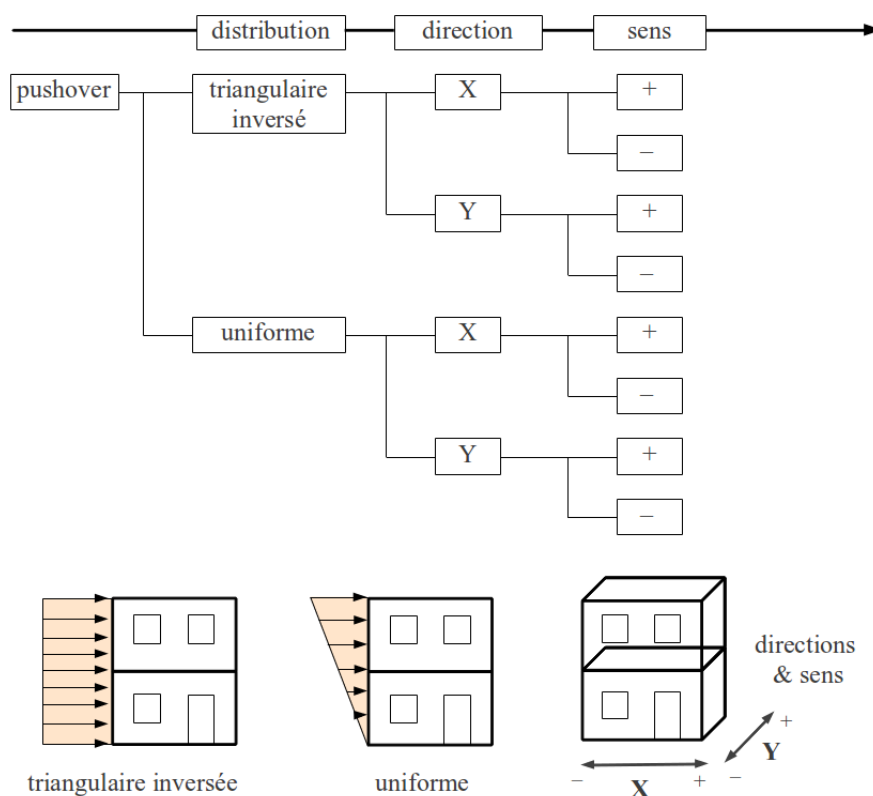 distribution direction sens
pushover triangulaire X +
inversé
–
Y +
–
uniforme X +
–
Y +
–
directions
& sens
+
Y
–
– X +
triangulaire inversée uniforme